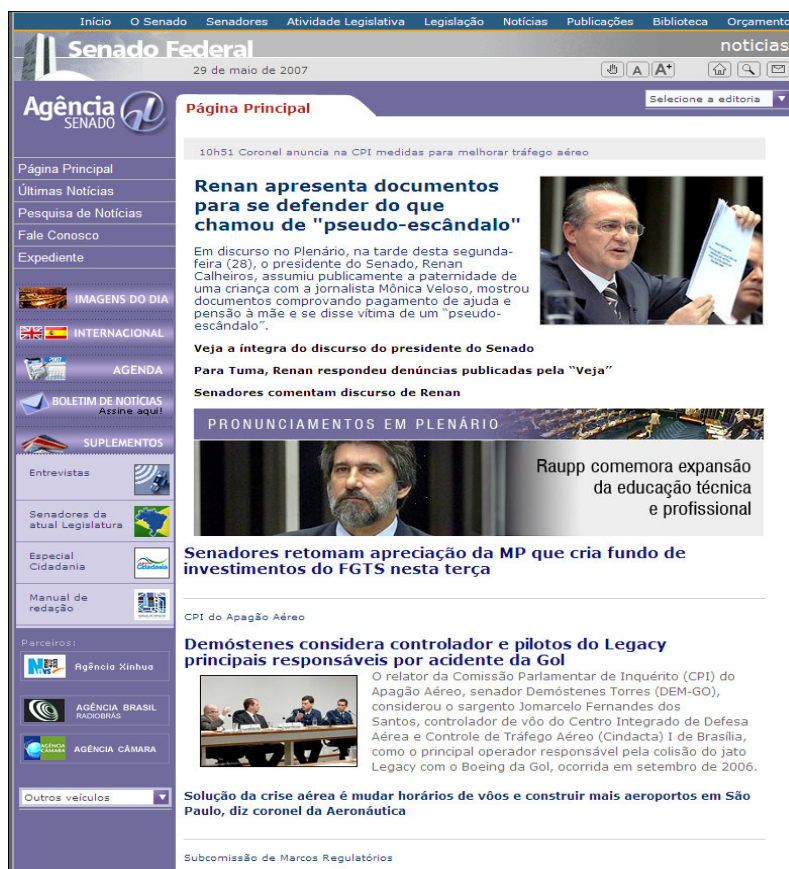 Início O Senado Senadores Atividade Legislativa Legislação Notícias Publicações Biblioteca Orçamento
Senado Federal
notícias
29 de maio de 2007
A A+
Agência
SENADO
Página Principal
Selecione a editoria
10h51 Coronel anuncia na CPI medidas para melhorar tráfego aéreo
Página Principal
Últimas Notícias
Pesquisa de Notícias
Fale Conosco
Expediente
IMAGENS DO DIA
INTERNACIONAL
AGENDA
BOLETIM DE NOTÍCIAS
Assine aqui!
SUPLEMENTOS
Entrevistas
Senadores da
atual Legislatura
Especial
Cidadania
Manual de
redação
Parceiros:
Agência Xinhua
AGÊNCIA BRASIL
RADIOBRÁS
AGÊNCIA CÂMARA
Outros veículos
Renan apresenta documentos
para se defender do que
chamou de "pseudo-escândalo"
Em discurso no Plenário, na tarde desta segunda-
feira (28), o presidente do Senado, Renan
Calheiros, assumiu publicamente a paternidade de
uma criança com a jornalista Mônica Veloso, mostrou
documentos comprovando pagamento de ajuda e
pensão à mãe e se disse vítima de um "pseudo-
escândalo".
Veja a íntegra do discurso do presidente do Senado
Para Tuma, Renan respondeu denúncias publicadas pela "Veja"
Senadores comentam discurso de Renan
PRONUNCIAMENTOS EM PLENÁRIO
Raupp comemora expansão
da educação técnica
e profissional
Senadores retomam apreciação da MP que cria fundo de
investimentos do FGTS nesta terça
CPI do Apagão Aéreo
Demóstenes considera controlador e pilotos do Legacy
principais responsáveis por acidente da Gol
O relator da Comissão Parlamentar de Inquérito (CPI) do
Apagão Aéreo, senador Demóstenes Torres (DEM-GO),
considerou o sargento Jomarcelo Fernandes dos
Santos, controlador de vôo do Centro Integrado de Defesa
Aérea e Controle de Tráfego Aéreo (Cindacta) I de Brasília,
como o principal operador responsável pela colisão do jato
Legacy com o Boeing da Gol, ocorrida em setembro de 2006.
Solução da crise aérea é mudar horários de vôos e construir mais aeroportos em São
Paulo, diz coronel da Aeronáutica
Subcomissão de Marcos Regulatórios